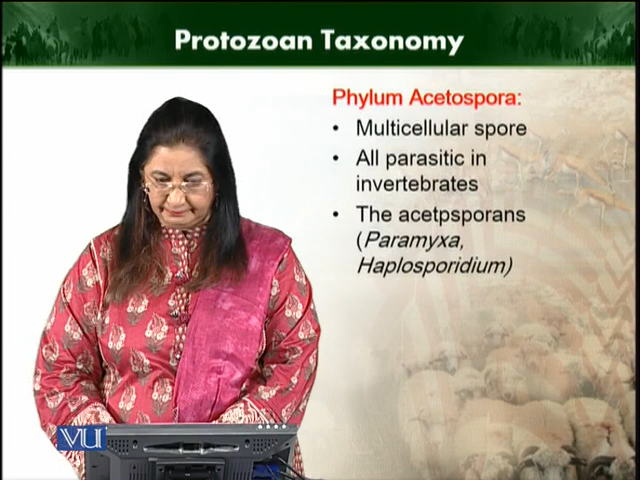 Protozoan Taxonomy
Phylum Acetospora:
• Multicellular spore
• All parasitic in
invertebrates
• The acetpsporans
(Paramyxa,
Haplosporidium)
VU